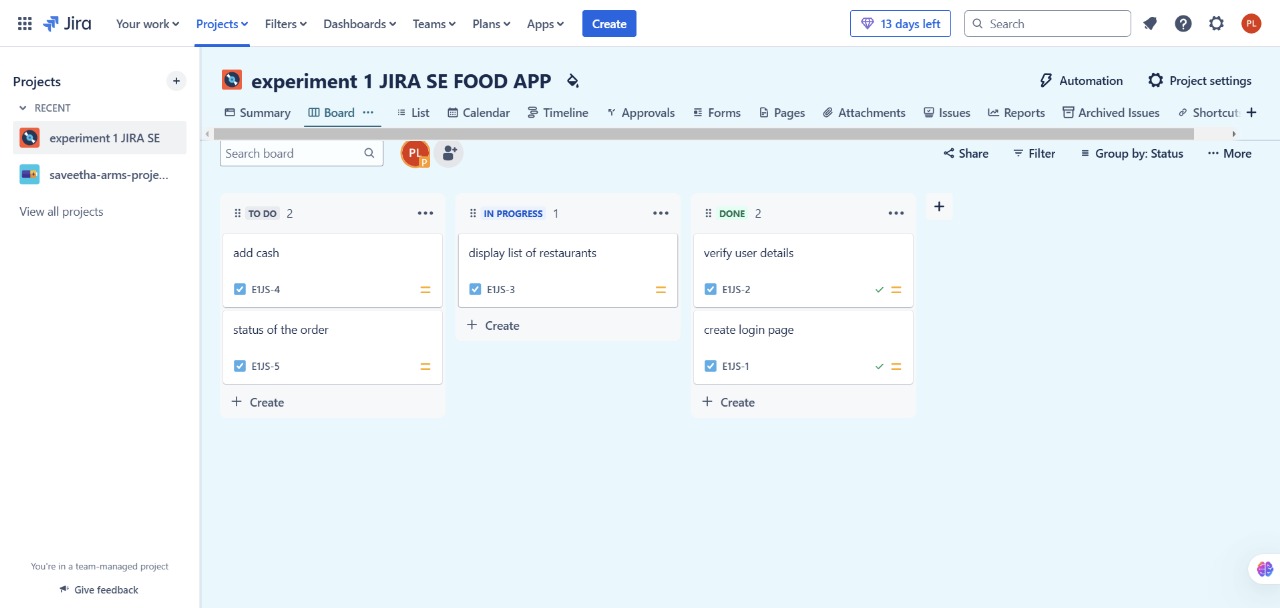 Jira Your work Projects Filters Dashboards Teams Plans Apps Create 13 days left Search PL
Projects
RECENT
experiment 1 JIRA SE
saveetha-arms-proje...
View all projects
You're in a team-managed project
Give feedback
experiment 1 JIRA SE FOOD APP
Automation Project settings
Summary Board List Calendar Timeline Approvals Forms Pages Attachments Issues Reports Archived Issues Shortcuts
Search board PL P Share Filter Group by: Status More
TO DO 2
add cash
E1JS-4
status of the order
E1JS-5
Create
IN PROGRESS 1
display list of restaurants
E1JS-3
Create
DONE 2
verify user details
E1JS-2
create login page
E1JS-1
Create